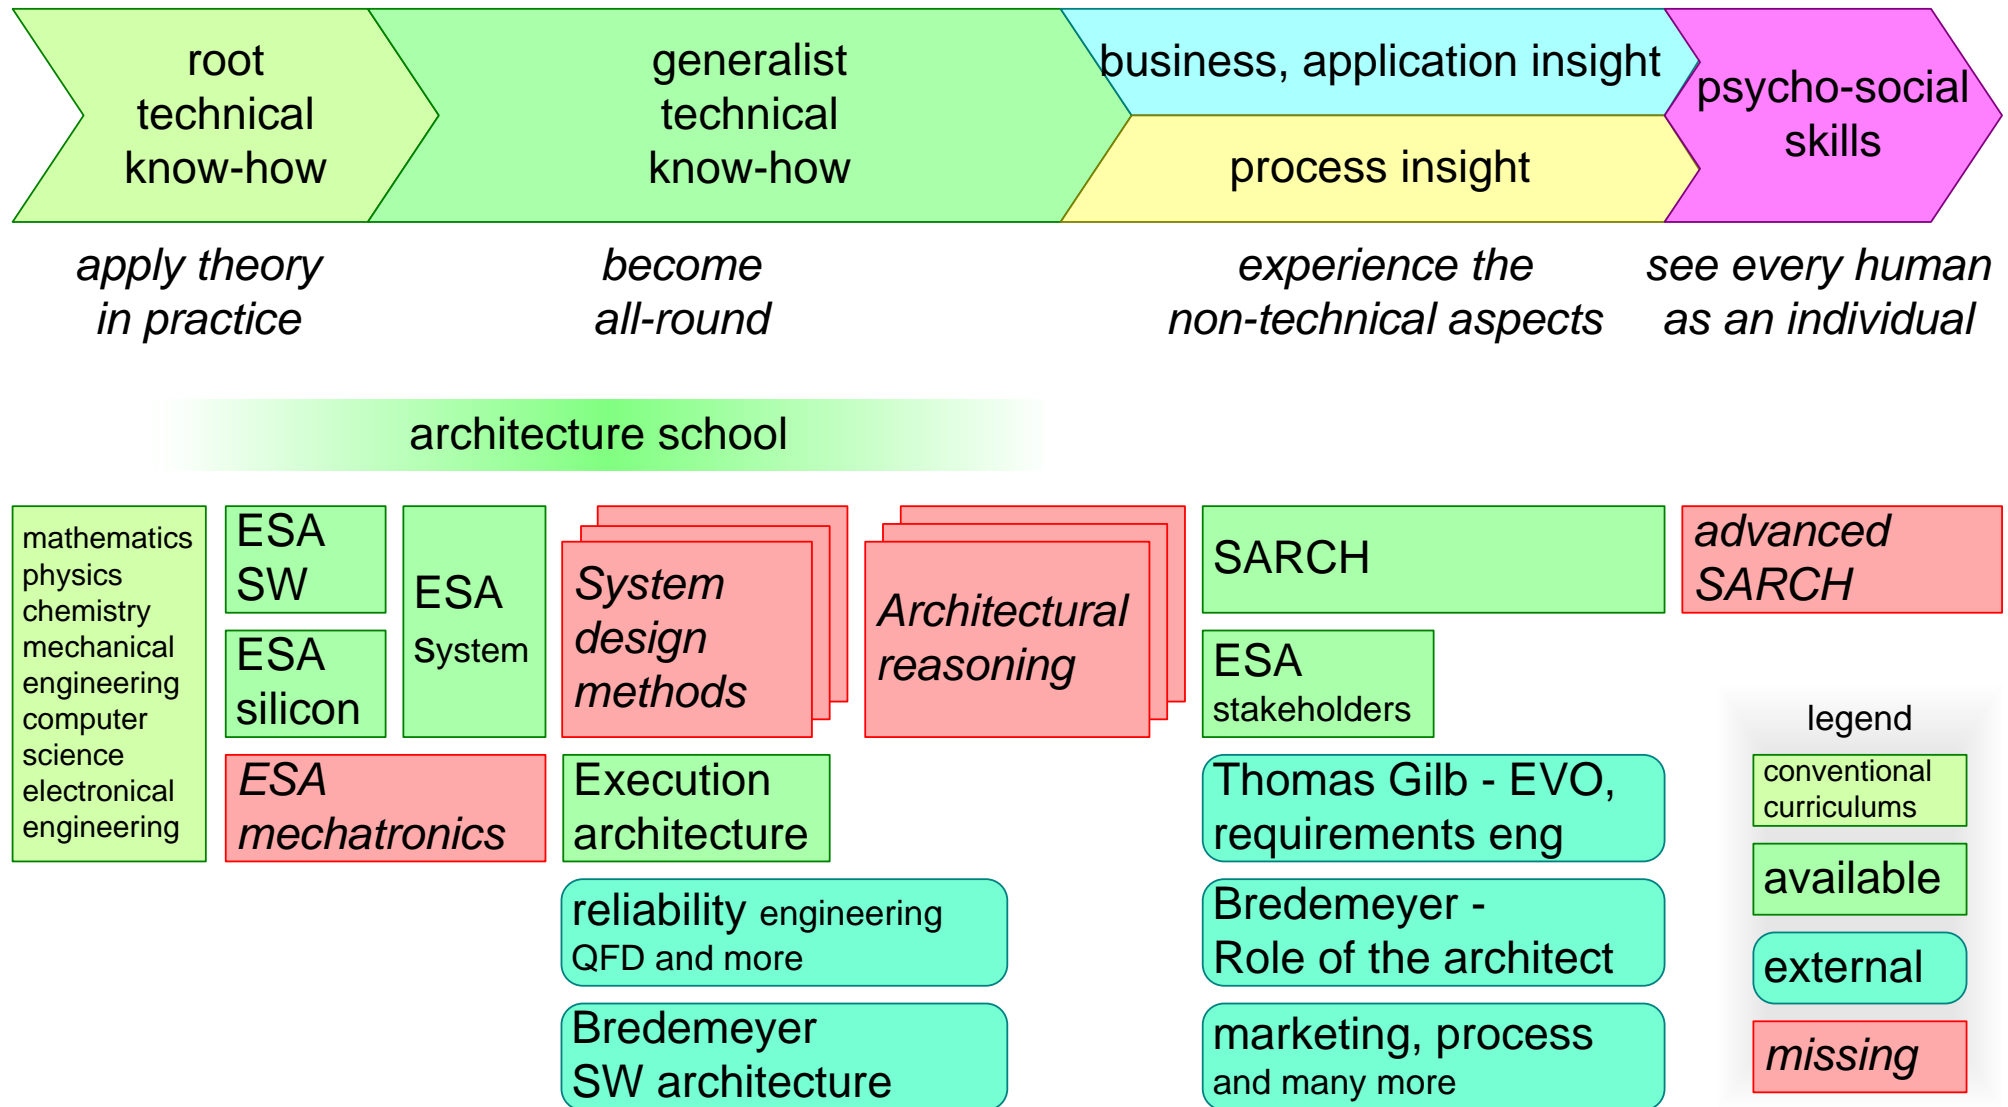 root
technical
know-how
generalist
technical
know-how
business, application insight
process insight
psycho-social
skills
apply theory
in practice
become
all-round
experience the
non-technical aspects
see every human
as an individual
architecture school
mathematics
physics
chemistry
mechanical
engineering
computer
science
electronical
engineering
ESA
SW
ESA
silicon
ESA
mechatronics
ESA
System
System
design
methods
Execution
architecture
reliability engineering
QFD and more
Bredemeyer
SW architecture
Architectural
reasoning
SARCH
ESA
stakeholders
Thomas Gilb - EVO,
requirements eng
Bredemeyer -
Role of the architect
marketing, process
and many more
advanced
SARCH
legend
conventional
curriculums
available
external
missing